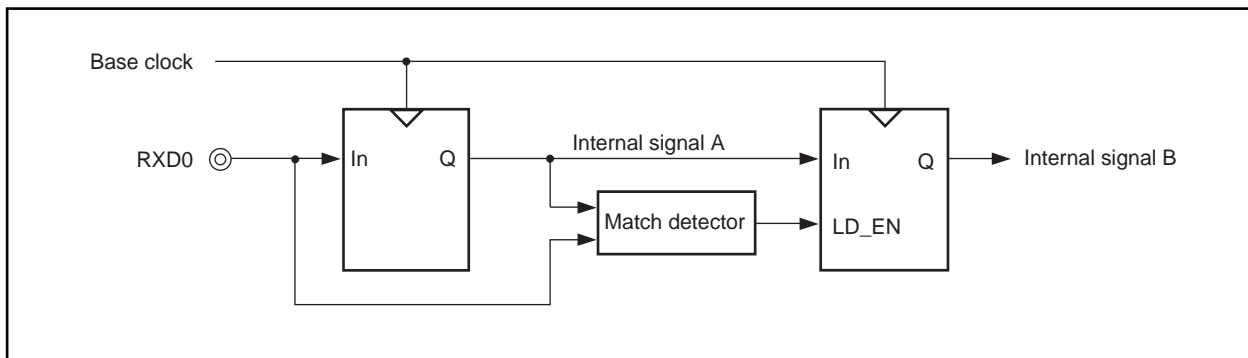 Base clock
RXD0
In
Q
Internal signal A
Match detector
In
Q
LD_EN
Internal signal B